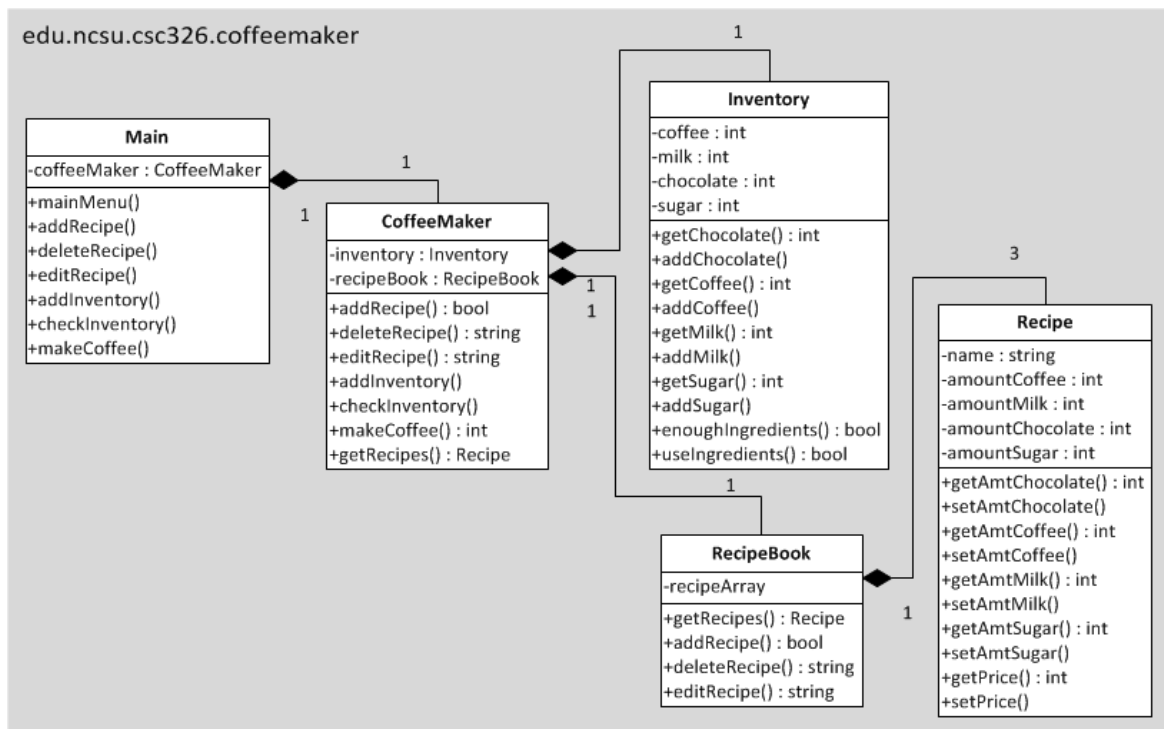 edu.ncsu.csc326.coffeemaker
Main
-coffeeMaker : CoffeeMaker
+mainMenu()
+addRecipe()
+deleteRecipe()
+editRecipe()
+addInventory()
+checkInventory()
+makeCoffee()
1
1
CoffeeMaker
-inventory : Inventory
-recipeBook : RecipeBook
+addRecipe() : bool
+deleteRecipe() : string
+editRecipe() : string
+addInventory()
+checkInventory()
+makeCoffee() : int
+getRecipes() : Recipe
1
1
1
Inventory
-coffee : int
-milk : int
-chocolate : int
-sugar : int
+getChocolate() : int
+addChocolate()
+getCoffee() : int
+addCoffee()
+getMilk() : int
+addMilk()
+getSugar() : int
+addSugar()
+enoughIngredients() : bool
+useIngredients() : bool
1
RecipeBook
-recipeArray
+getRecipes() : Recipe
+addRecipe() : bool
+deleteRecipe() : string
+editRecipe() : string
1
3
Recipe
-name : string
-amountCoffee : int
-amountMilk : int
-amountChocolate : int
-amountSugar : int
+getAmtChocolate() : int
+setAmtChocolate()
+getAmtCoffee() : int
+setAmtCoffee()
+getAmtMilk() : int
+setAmtMilk()
+getAmtSugar() : int
+setAmtSugar()
+getPrice() : int
+setPrice()